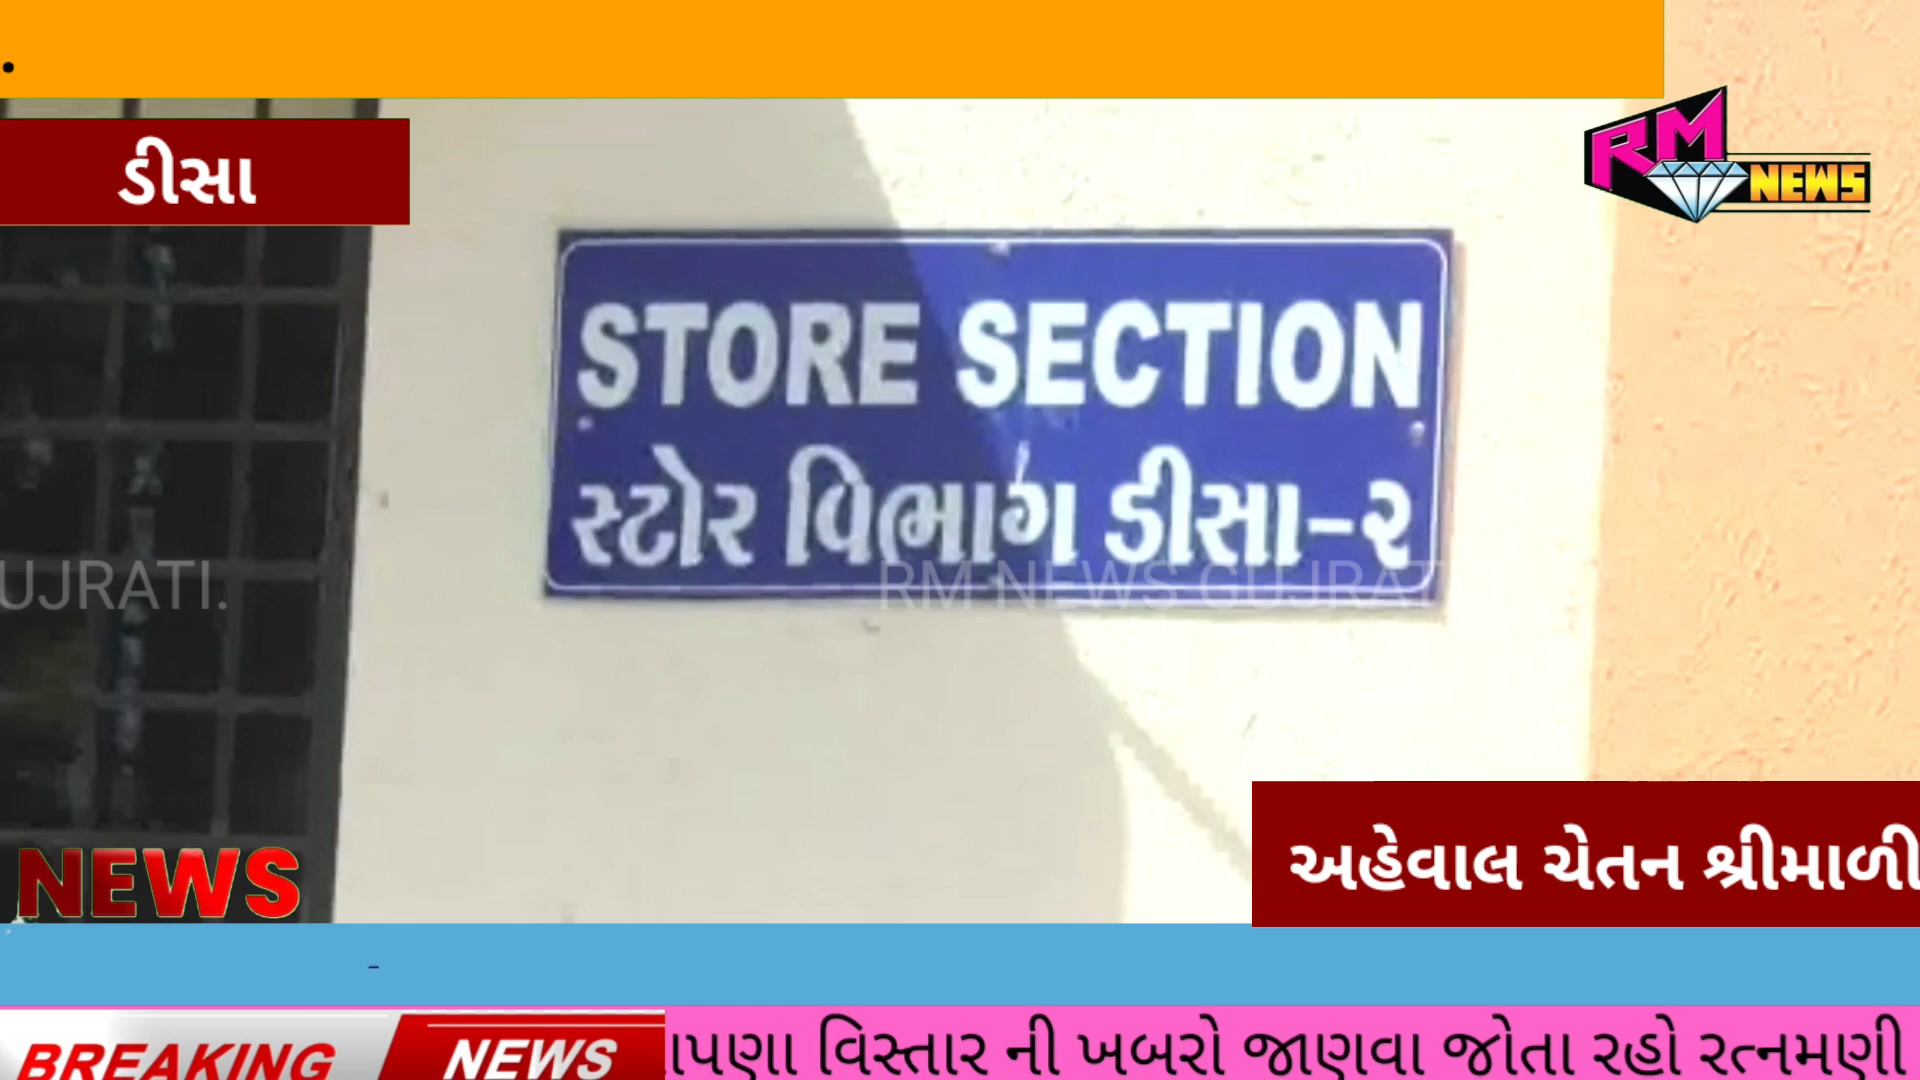 ડીસા
RM NEWS
STORE SECTION
સ્ટોર વિભાગ ડીસા-૨
UJRATI.
RM NEWS GUJRATI
અહેવાલ ચેતન શ્રીમાળી
NEWS
BREAKING NEWS
ાપણા વિસ્તાર ની ખબરો જાણવા જોતા રહો રત્નમણી